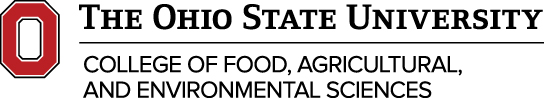 THE OHIO STATE UNIVERSITY
COLLEGE OF FOOD, AGRICULTURAL,
AND ENVIRONMENTAL SCIENCES